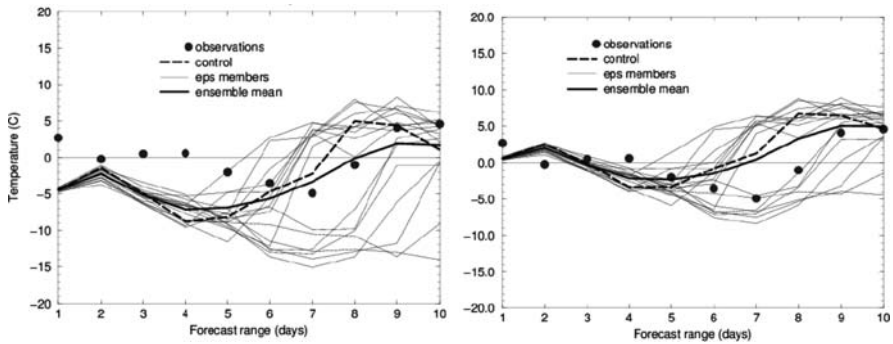 20
15
10
5
0
−5
−10
−15
−20
Temperature (C)
observations
control
eps members
ensemble mean
1 2 3 4 5 6 7 8 9 10
Forecast range (days)
20.0
15.0
10.0
5.0
0.0
−5.0
−10.0
−15.0
−20.0
observations
control
eps members
ensemble mean
1 2 3 4 5 6 7 8 9 10
Forecast range (days)